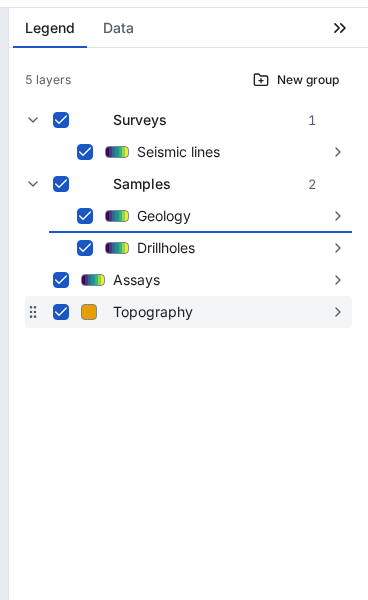 Legend Data
5 layers New group
Surveys 1
Seismic lines
Samples 2
Geology
Drillholes
Assays
Topography